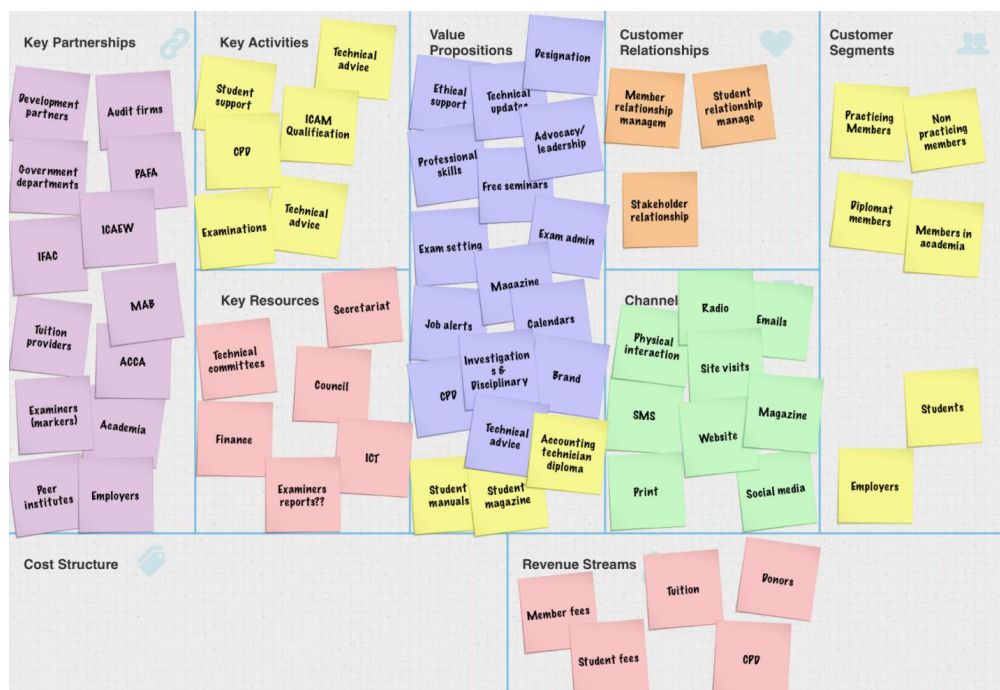 Key Partnerships
Development
partners
Audit firms
Government
departments
PAFA
ICAEW
IFAC
MAB
Tuition
providers
ACCA
Examiners
(markers)
Academia
Peer
institutes
Employers
Key Activities
Technical
advice
Student
support
ICAM
Qualification
CPD
Examinations
Technical
advice
Key Resources
Secretariat
Technical
committees
Council
Finance
ICT
Examiners
reports??
Value
Propositions
Designation
Ethical
support
Technical
updates
Advocacy/
leadership
Professional
skills
Free seminars
Exam setting
Exam admin
Magazine
Job alerts
Calendars
Investigation
s &
Disciplinary
Brand
CPD
Technical
advice
Accounting
technician
diploma
Student
manuals
Student
magazine
Customer
Relationships
Member
relationship
managem
Student
relationship
manage
Stakeholder
relationship
Channel
Radio
Emails
Physical
interaction
Site visits
SMS
Magazine
Website
Print
Social media
Customer
Segments
Practicing
Members
Non
practicing
members
Diplomat
members
Members in
academia
Students
Employers
Cost Structure
Revenue Streams
Member fees
Tuition
Donors
Student fees
CPD